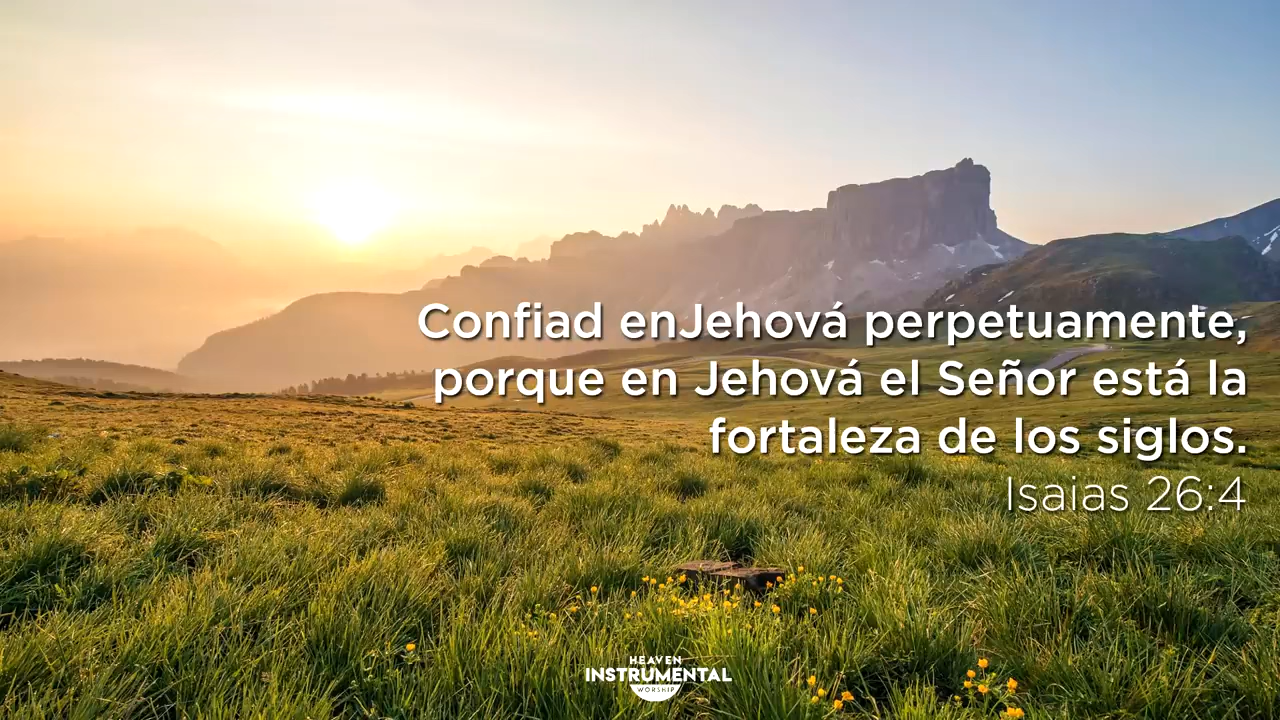 Confiad enJehová perpetuamente,
porque en Jehová el Señor está la
fortaleza de los siglos.
Isaias 26:4
HEAVEN
INSTRUMENTAL
WORSHIP